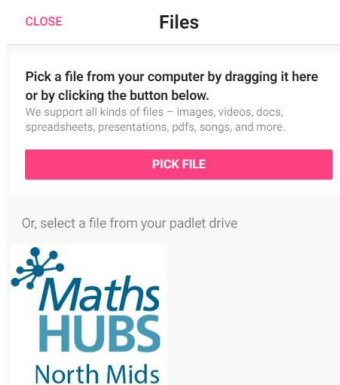 CLOSE
Files
Pick a file from your computer by dragging it here
or by clicking the button below.
We support all kinds of files – images, videos, docs,
spreadsheets, presentations, pdfs, songs, and more.
PICK FILE
Or, select a file from your padlet drive
Maths
HUBS
North Mids